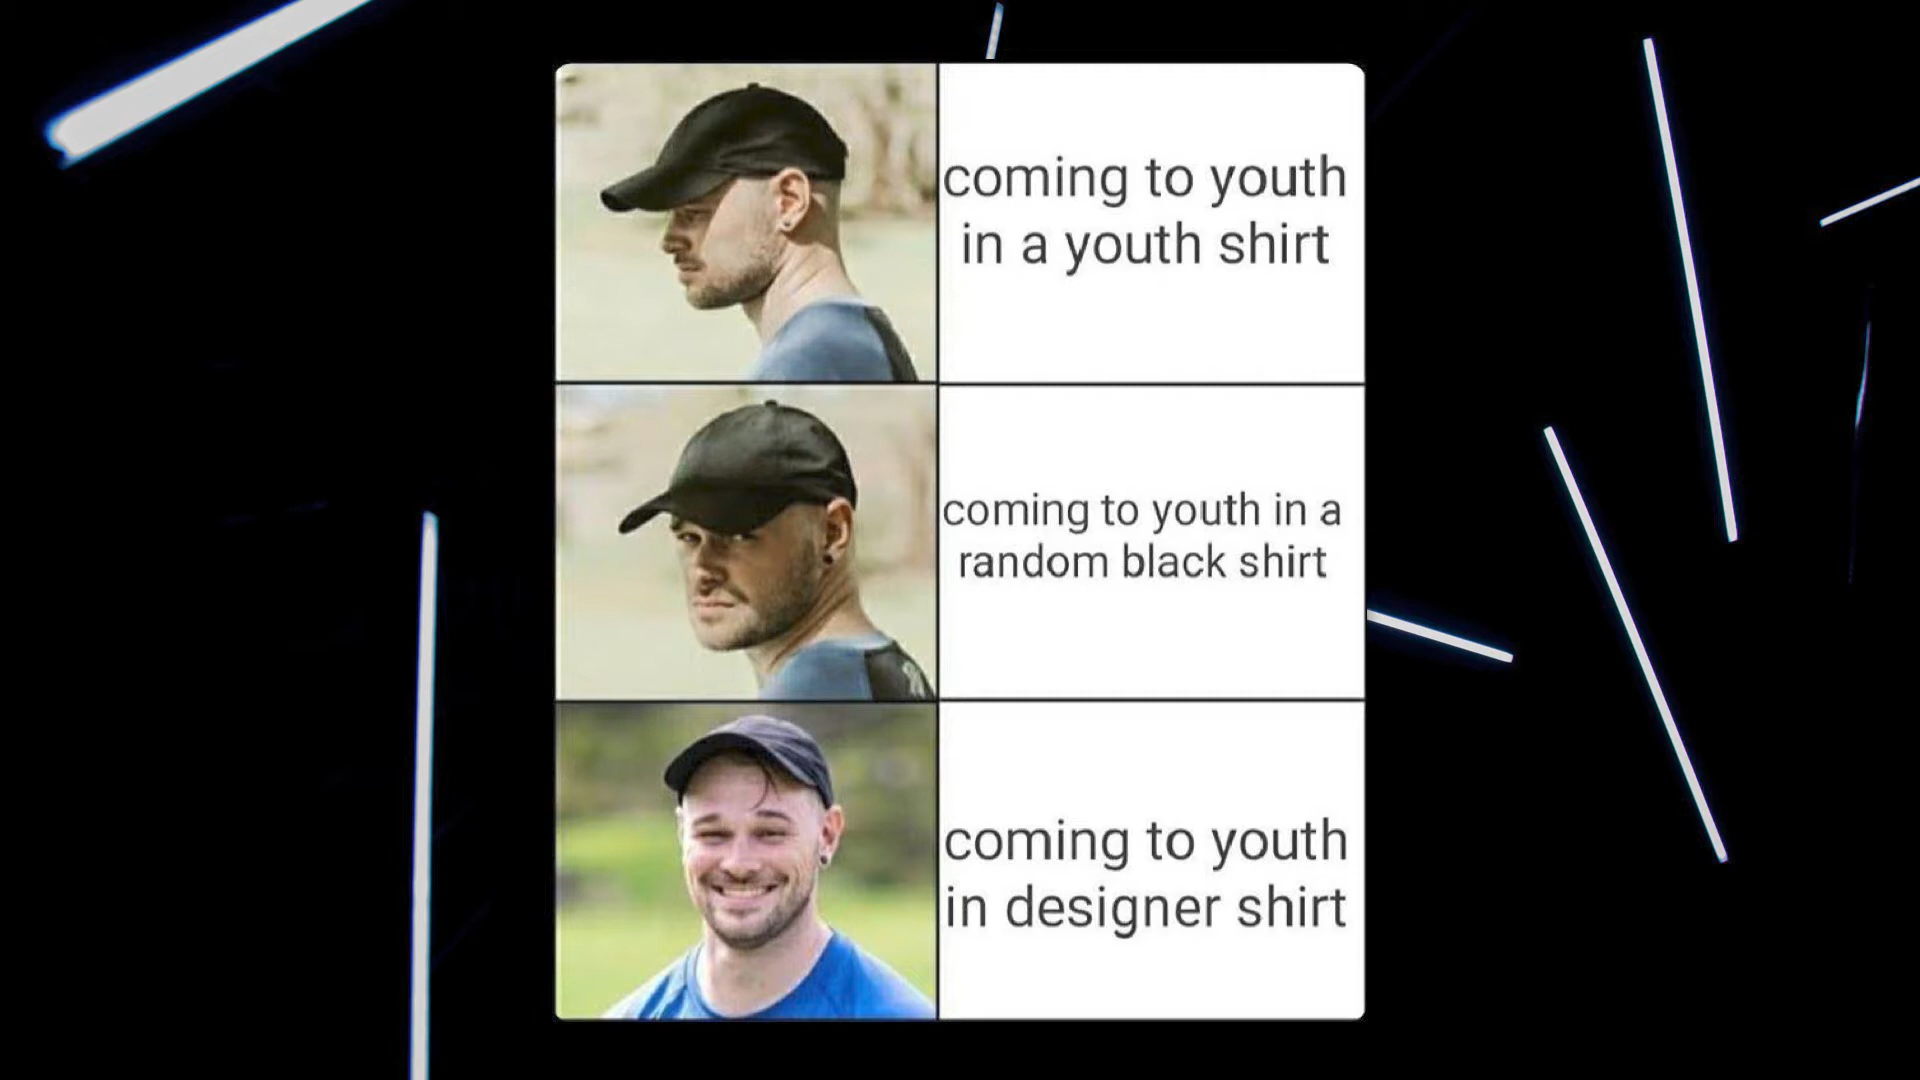 coming to youth
in a youth shirt
coming to youth in a
random black shirt
coming to youth
in designer shirt